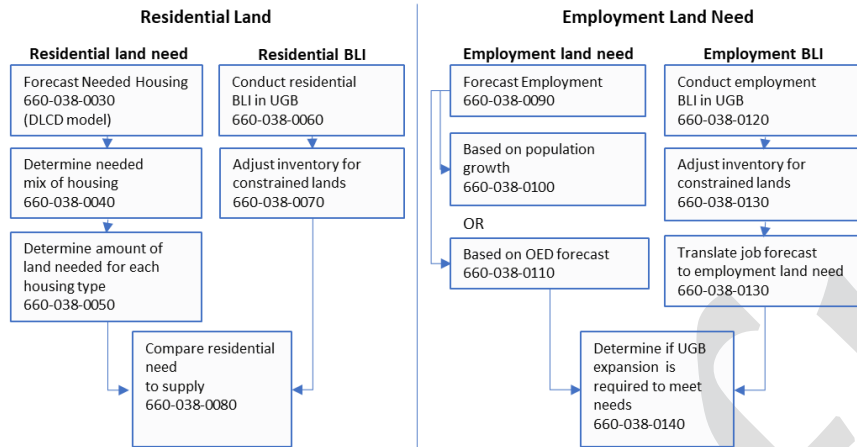 Residential Land
Residential land need
Forecast Needed Housing
660-038-0030
(DLCD model)
Determine needed
mix of housing
660-038-0040
Determine amount of
land needed for each
housing type
660-038-0050
Residential BLI
Conduct residential
BLI in UGB
660-038-0060
Adjust inventory for
constrained lands
660-038-0070
Compare residential
need
to supply
660-038-0080
Employment Land Need
Employment land need
Forecast Employment
660-038-0090
Based on population
growth
660-038-0100
OR
Based on OED forecast
660-038-0110
Employment BLI
Conduct employment
BLI in UGB
660-038-0120
Adjust inventory for
constrained lands
660-038-0130
Translate job forecast
to employment land need
660-038-0130
Determine if UGB
expansion is
required to meet
needs
660-038-0140